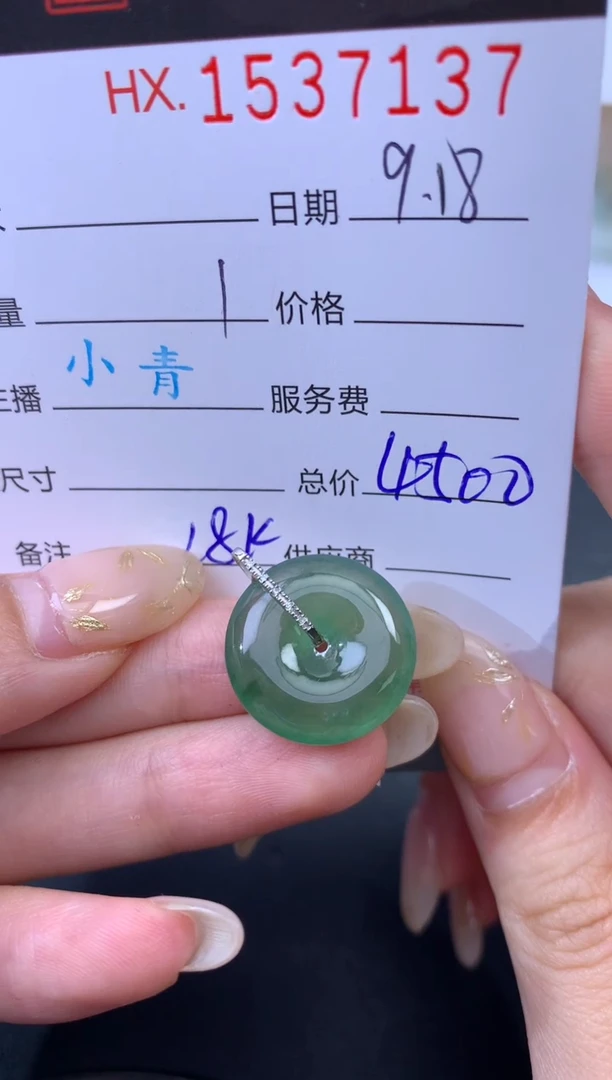 HX. 1537137
日期 9.18
量 1 价格
主播 小青 服务费
尺寸 总价 4500
备注 18K 供应商